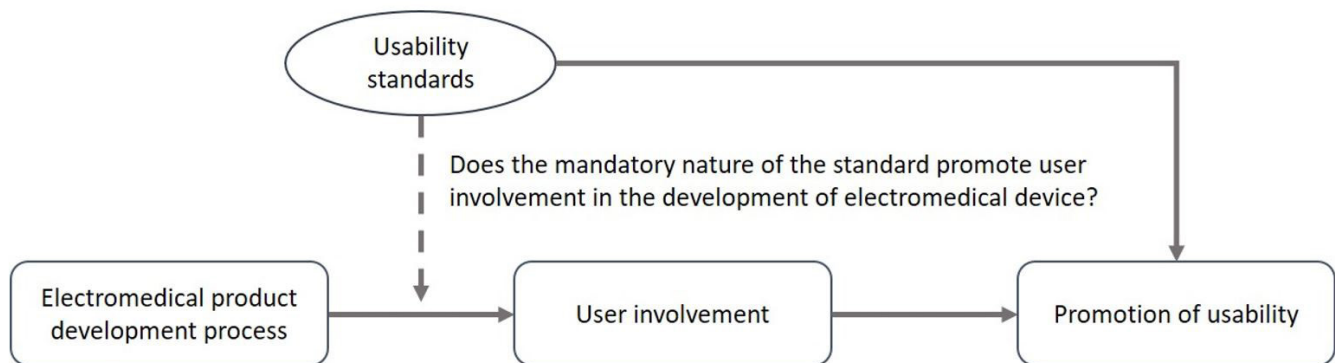 Usability
standards
Does the mandatory nature of the standard promote user
involvement in the development of electromedical device?
Electromedical product
development process
User involvement
Promotion of usability